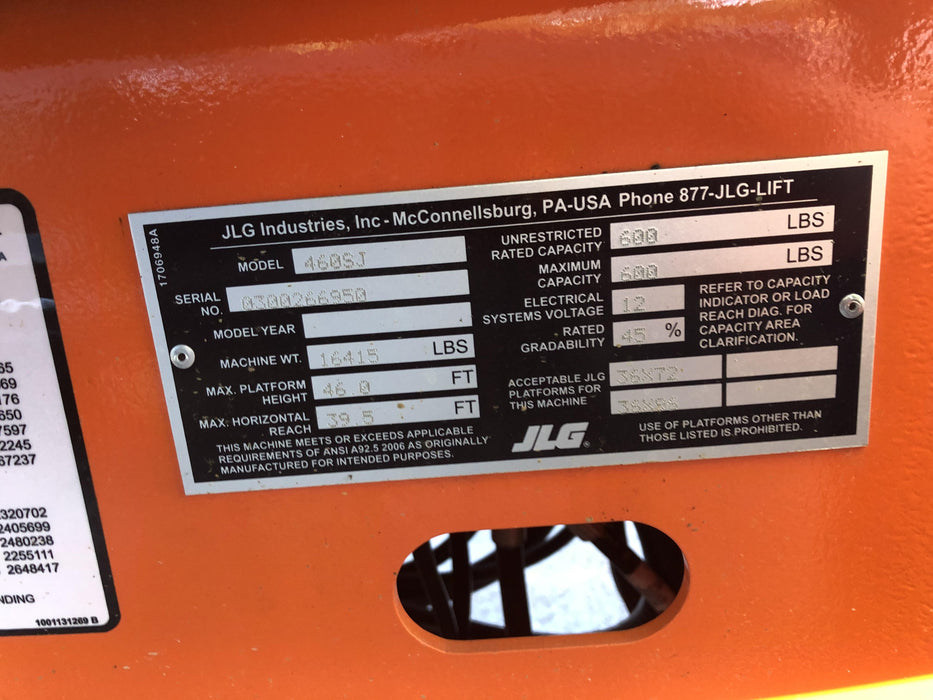 JLG Industries, Inc - McConnellsburg, PA-USA Phone 877-JLG-LIFT
1706948A
MODEL 460SJ
SERIAL NO. 0300266950
MODEL YEAR
MACHINE WT. 16415 LBS
MAX. PLATFORM HEIGHT 46.0 FT
MAX. HORIZONTAL REACH 39.5 FT
THIS MACHINE MEETS OR EXCEEDS APPLICABLE
REQUIREMENTS OF ANSI A92.5 2006 AS ORIGINALLY
MANUFACTURED FOR INTENDED PURPOSES.
UNRESTRICTED
RATED CAPACITY 600 LBS
MAXIMUM
CAPACITY 600 LBS
ELECTRICAL
SYSTEMS VOLTAGE 12
RATED
GRADABILITY 45 %
REFER TO CAPACITY
INDICATOR OR LOAD
REACH DIAG. FOR
CAPACITY AREA
CLARIFICATION.
ACCEPTABLE JLG
PLATFORMS FOR
THIS MACHINE
36X72
36X96
JLG
USE OF PLATFORMS OTHER THAN
THOSE LISTED IS PROHIBITED.
65
69
176
650
7597
2245
67237
2320702
2405699
2480238
2255111
2648417
NDING
1001131269 B